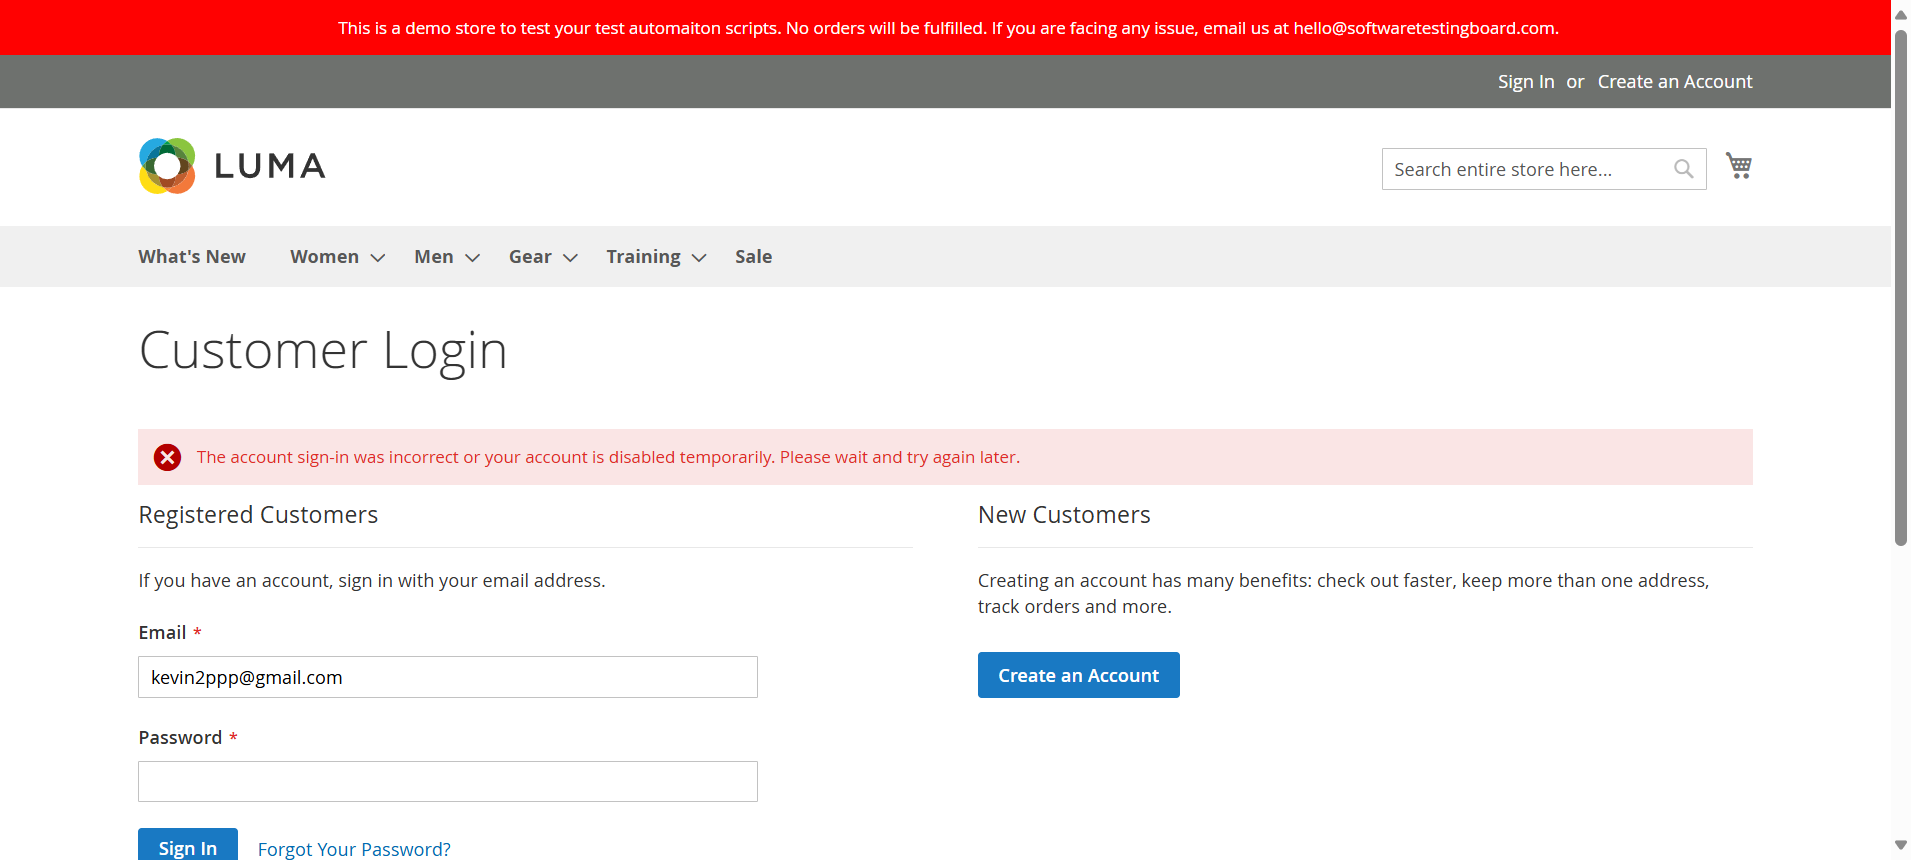 This is a demo store to test your test automaiton scripts. No orders will be fulfilled. If you are facing any issue, email us at hello@softwaretestingboard.com.
Sign In or Create an Account
LUMA
Search entire store here...
What's New Women Men Gear Training Sale
Customer Login
The account sign-in was incorrect or your account is disabled temporarily. Please wait and try again later.
Registered Customers
If you have an account, sign in with your email address.
Email *
kevin2ppp@gmail.com
Password *
Sign In Forgot Your Password?
New Customers
Creating an account has many benefits: check out faster, keep more than one address,
track orders and more.
Create an Account